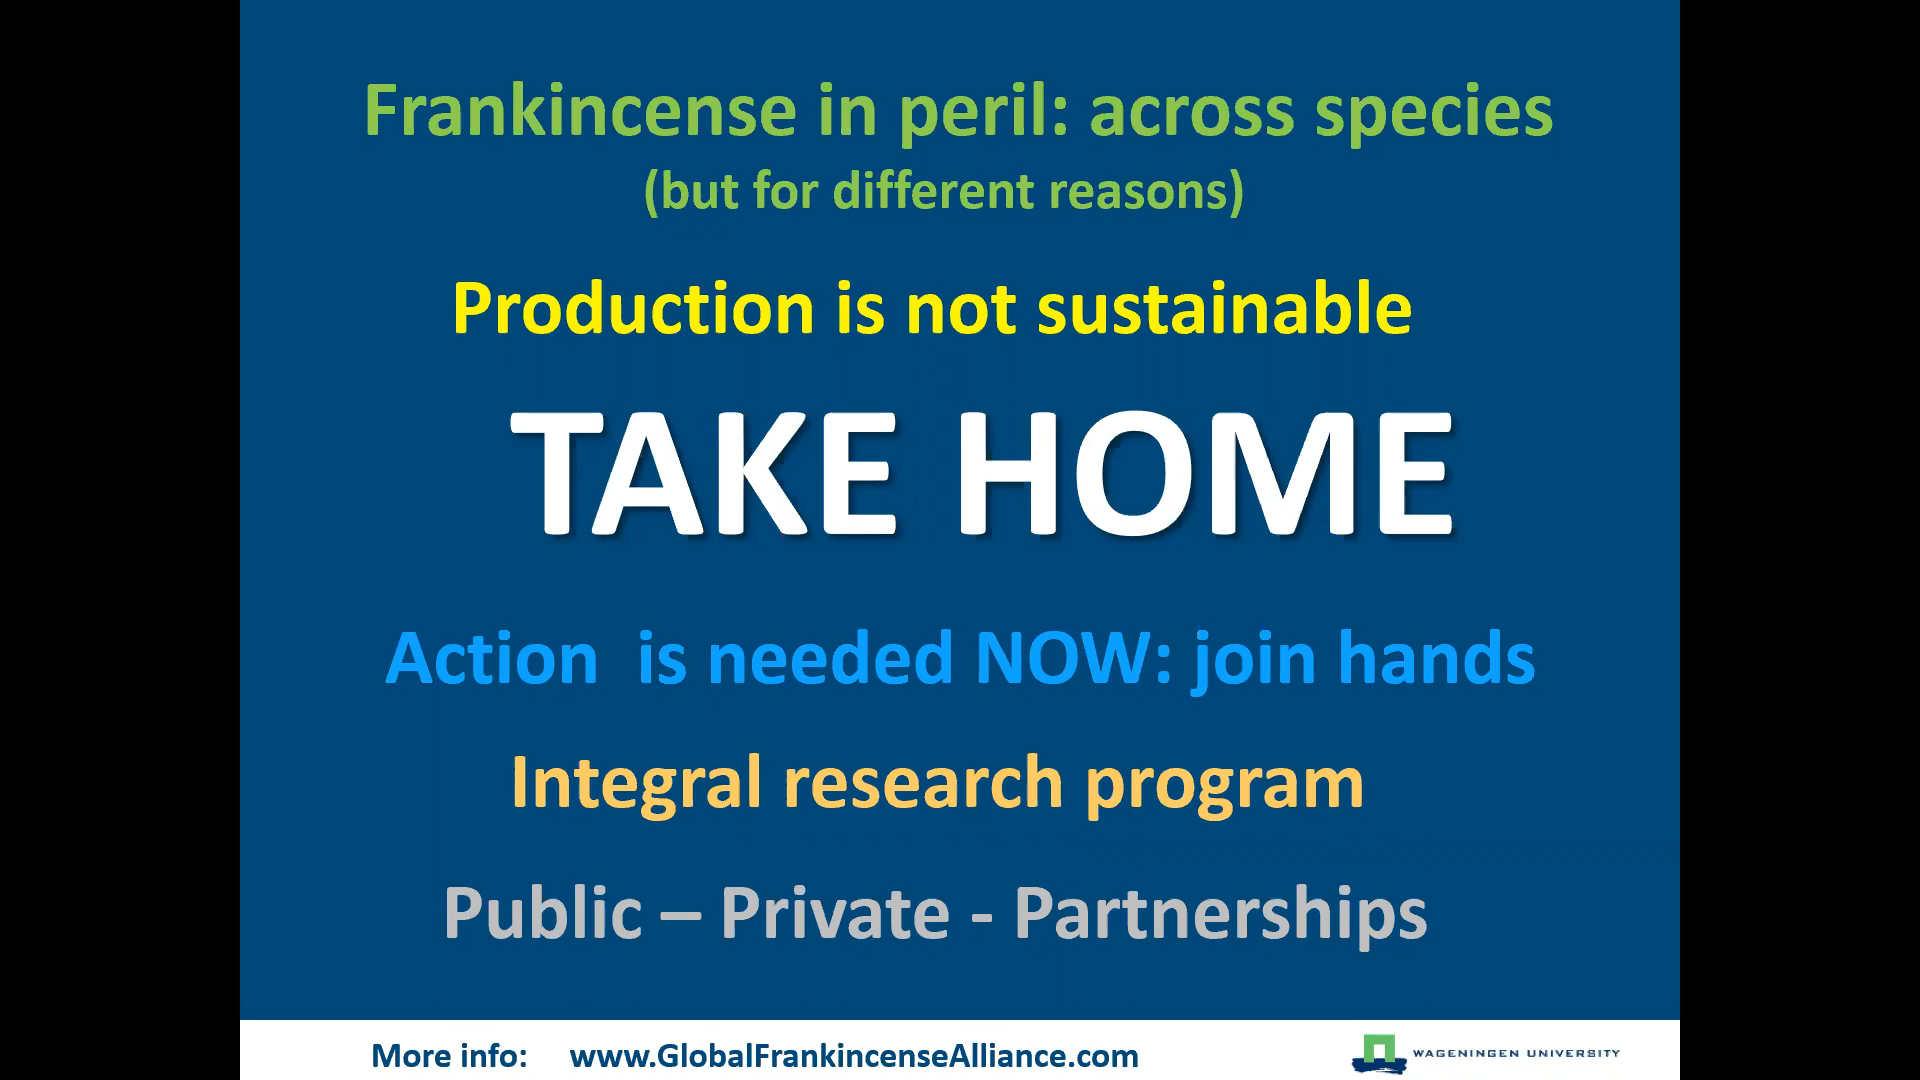 Frankincense in peril: across species
(but for different reasons)
Production is not sustainable
TAKE HOME
Action  is needed NOW: join hands
Integral research program
Public – Private - Partnerships
More info: www.GlobalFrankincenseAlliance.com
WAGENINGEN UNIVERSITY